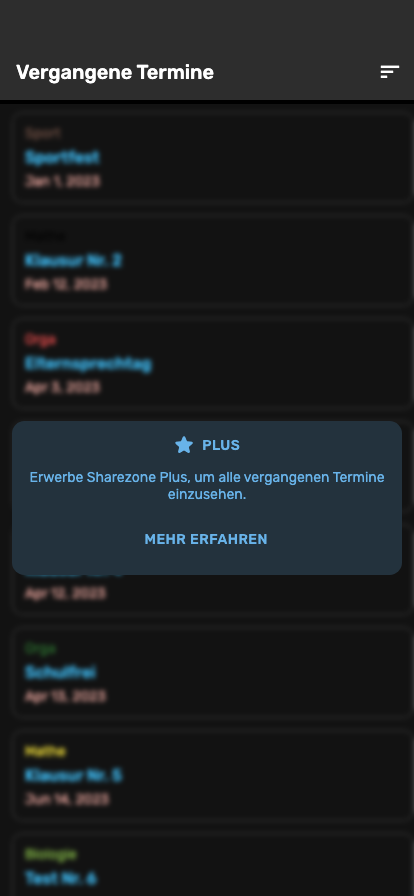 Vergangene Termine
Sport
Sportfest
Jan 1, 2023
Klausur Nr. 2
Feb 12, 2023
Orga
Elternsprechtag
Apr 3, 2023
PLUS
Erwerbe Sharezone Plus, um alle vergangenen Termine
einzusehen.
MEHR ERFAHREN
Apr 12, 2023
Orga
Schulfrei
Apr 13, 2023
Mathe
Klausur Nr. 5
Jun 14, 2023
Biologie
Test Nr. 6